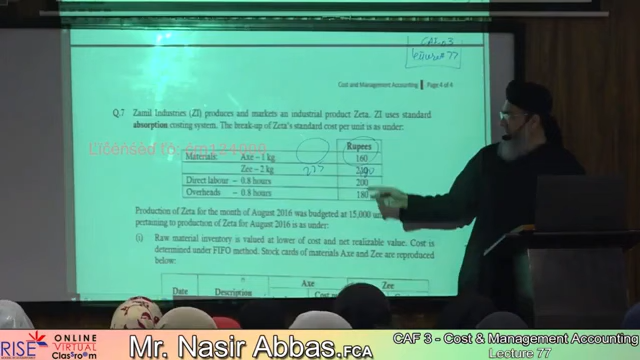 CAF 3
Lecture # 77
Cost and Management Accounting Page 4 of 4
Q.7 Zamil Industries (ZI) produces and markets an industrial product Zeta. ZI uses standard
absorption costing system. The break-up of Zeta's standard cost per unit is as under:
Rupees
Materials: Axe – 1 kg 160
Zee – 2 kg
Direct labour – 0.8 hours 200
Overheads – 0.8 hours 180
Production of Zeta for the month of August 2016 was budgeted at 15,000
pertaining to production of Zeta for August 2016 is as under:
(i) Raw material inventory is valued at lower of cost and net realizable value. Cost is
determined under FIFO method. Stock cards of materials Axe and Zee are reproduced
below:
Axe Zee
Date Description
RISE ONLINE
VIRTUAL
Classroom
Mr. Nasir Abbas.FCA
CAF 3 - Cost & Management Accounting
Lecture 77